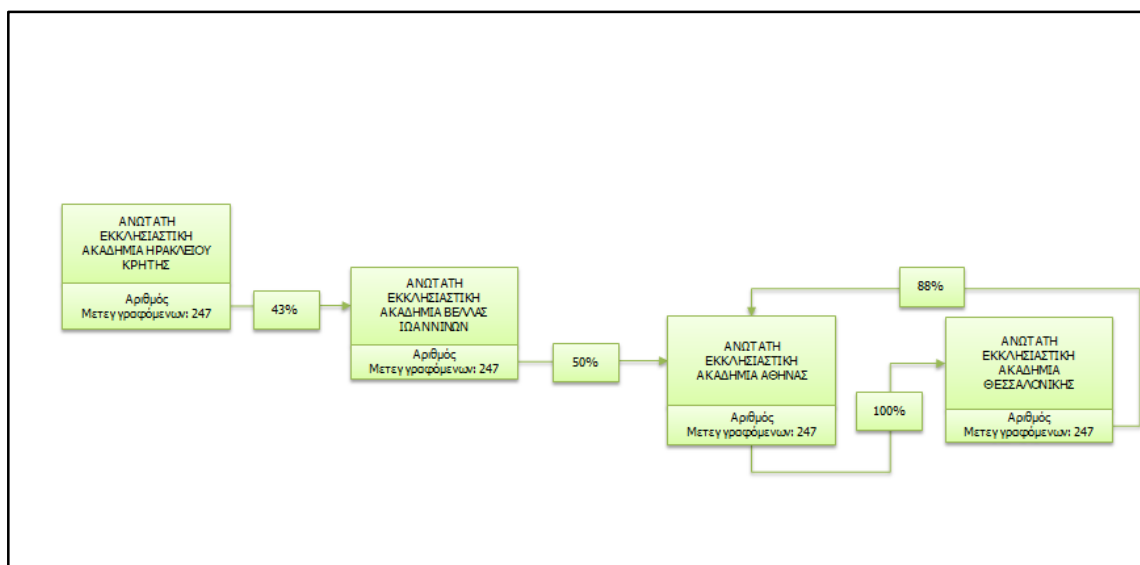 ΑΝΩΤΑΤΗ
ΕΚΚΛΗΣΙΑΣΤΙΚΗ
ΑΚΑΔΗΜΙΑ ΗΡΑΚΛΕΙΟΥ
ΚΡΗΤΗΣ
Αριθμός
Μετεγγραφόμενων: 247
43%
ΑΝΩΤΑΤΗ
ΕΚΚΛΗΣΙΑΣΤΙΚΗ
ΑΚΑΔΗΜΙΑ ΒΕΛΛΑΣ
ΙΩΑΝΝΙΝΩΝ
Αριθμός
Μετεγγραφόμενων: 247
50%
ΑΝΩΤΑΤΗ
ΕΚΚΛΗΣΙΑΣΤΙΚΗ
ΑΚΑΔΗΜΙΑ ΑΘΗΝΑΣ
Αριθμός
Μετεγγραφόμενων: 247
88%
100%
ΑΝΩΤΑΤΗ
ΕΚΚΛΗΣΙΑΣΤΙΚΗ
ΑΚΑΔΗΜΙΑ
ΘΕΣΣΑΛΟΝΙΚΗΣ
Αριθμός
Μετεγγραφόμενων: 247